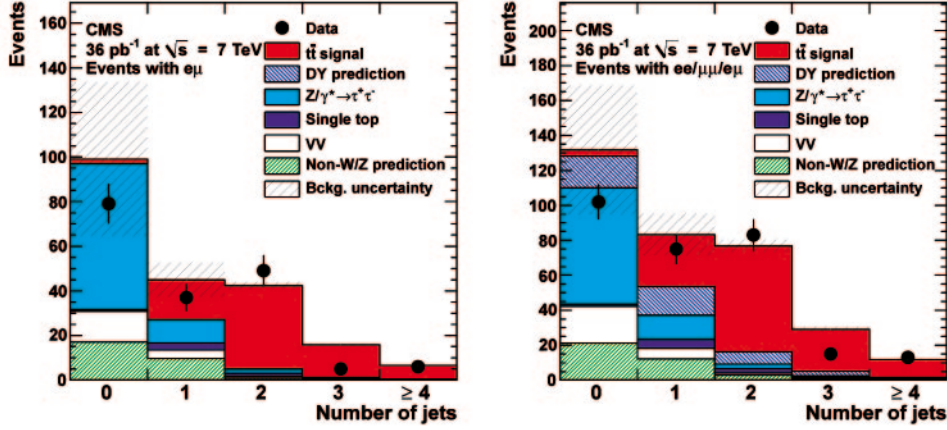 Events
160
140
120
100
80
60
40
20
0
CMS
36 pb⁻¹ at √s = 7 TeV
Events with eμ
Data
tt̄ signal
DY prediction
Z/γ*→τ⁺τ⁻
Single top
VV
Non-W/Z prediction
Bckg. uncertainty
0 1 2 3 ≥ 4
Number of jets
Events
200
180
160
140
120
100
80
60
40
20
0
CMS
36 pb⁻¹ at √s = 7 TeV
Events with ee/μμ/eμ
Data
tt̄ signal
DY prediction
Z/γ*→τ⁺τ⁻
Single top
VV
Non-W/Z prediction
Bckg. uncertainty
0 1 2 3 ≥ 4
Number of jets